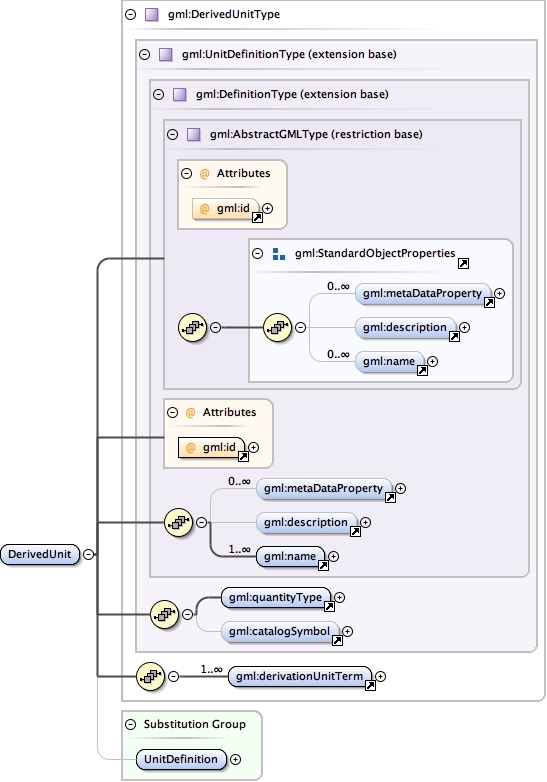 gml:DerivedUnitType
gml:UnitDefinitionType (extension base)
gml:DefinitionType (extension base)
gml:AbstractGMLType (restriction base)
@ Attributes
@ gml:id
gml:StandardObjectProperties
0..∞
gml:metaDataProperty
gml:description
0..∞
gml:name
@ Attributes
@ gml:id
0..∞
gml:metaDataProperty
gml:description
1..∞
gml:name
DerivedUnit
gml:quantityType
gml:catalogSymbol
1..∞
gml:derivationUnitTerm
Substitution Group
UnitDefinition